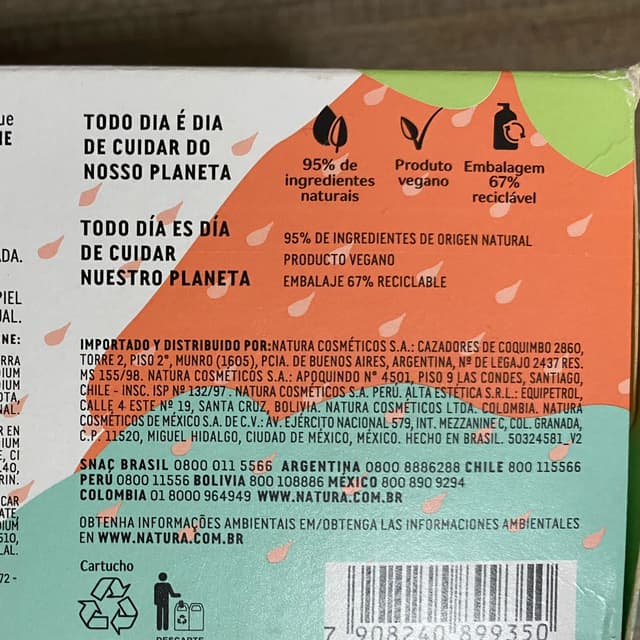 TODO DIA É DIA
DE CUIDAR DO
NOSSO PLANETA
95% de
ingredientes
naturais
Produto
vegano
Embalagem
67%
reciclável
TODO DÍA ES DÍA
DE CUIDAR
NUESTRO PLANETA
95% DE INGREDIENTES DE ORIGEN NATURAL
PRODUCTO VEGANO
EMBALAJE 67% RECICLABLE
IMPORTADO Y DISTRIBUIDO POR:NATURA COSMÉTICOS S.A.: CAZADORES DE COQUIMBO 2860,
TORRE 2, PISO 2°, MUNRO (1605), PCIA. DE BUENOS AIRES, ARGENTINA, Nº DE LEGAJO 2437 RES.
MS 155/98. NATURA COSMÉTICOS S.A.: APOQUINDO Nº 4501, PISO 9 LAS CONDES, SANTIAGO,
CHILE - INSC. ISP Nº 132/97. NATURA COSMÉTICOS S.A. PERÚ. ALTA ESTÉTICA S.R.L.: EQUIPETROL,
CALLE 4 ESTE Nº 19, SANTA CRUZ, BOLIVIA. NATURA COSMÉTICOS LTDA. COLOMBIA. NATURA
COSMÉTICOS DE MÉXICO S.A. DE C.V.: AV. EJÉRCITO NACIONAL 579, INT. MEZZANINE C, COL. GRANADA,
C.P. 11520, MIGUEL HIDALGO, CIUDAD DE MÉXICO, MÉXICO. HECHO EN BRASIL. 50324581_V2
SNAC BRASIL 0800 011 5566 ARGENTINA 0800 8886288 CHILE 800 115566
PERÚ 0800 11556 BOLIVIA 800 108886 MÉXICO 800 890 9294
COLOMBIA 01 8000 964949 WWW.NATURA.COM.BR
OBTENHA INFORMAÇÕES AMBIENTAIS EM/OBTENGA LAS INFORMACIONES AMBIENTALES
EN WWW.NATURA.COM.BR
Cartucho
DESCARTE
7 908240 899350